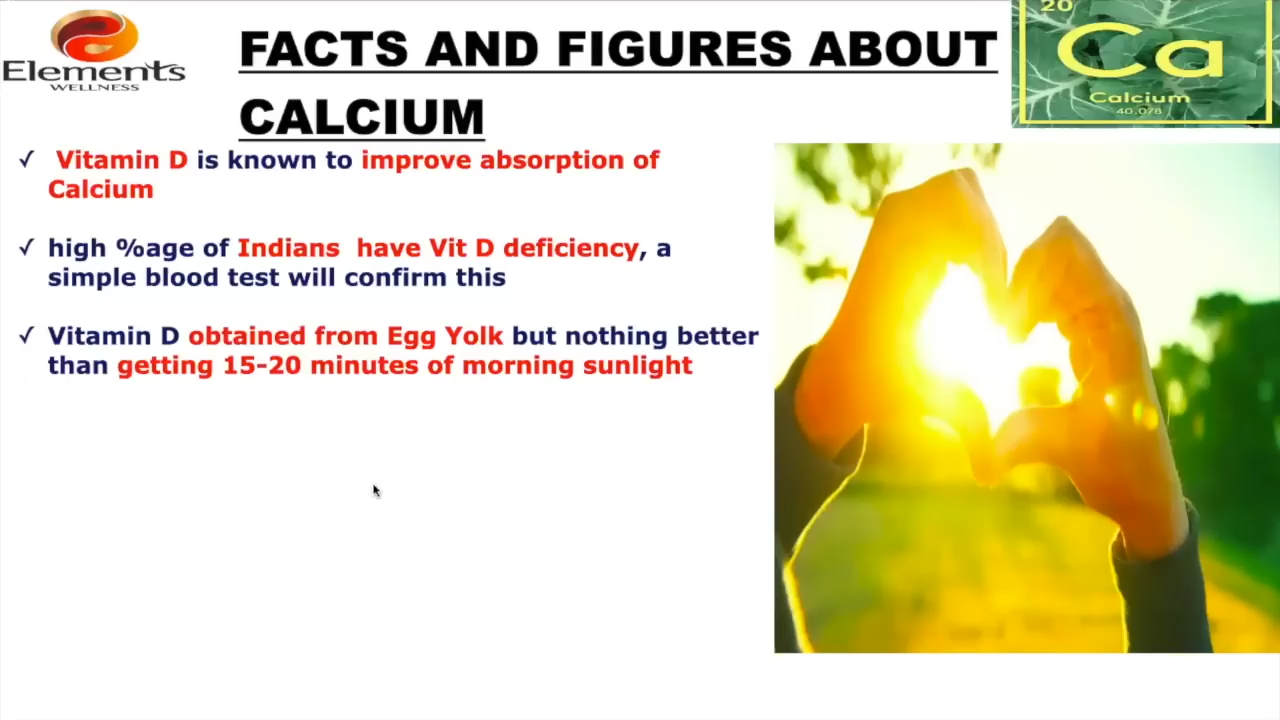 Elements
WELLNESS
FACTS AND FIGURES ABOUT
CALCIUM
20
Ca
Calcium
40,078
✓ Vitamin D is known to improve absorption of
Calcium
✓ high %age of Indians have Vit D deficiency, a
simple blood test will confirm this
✓ Vitamin D obtained from Egg Yolk but nothing better
than getting 15-20 minutes of morning sunlight